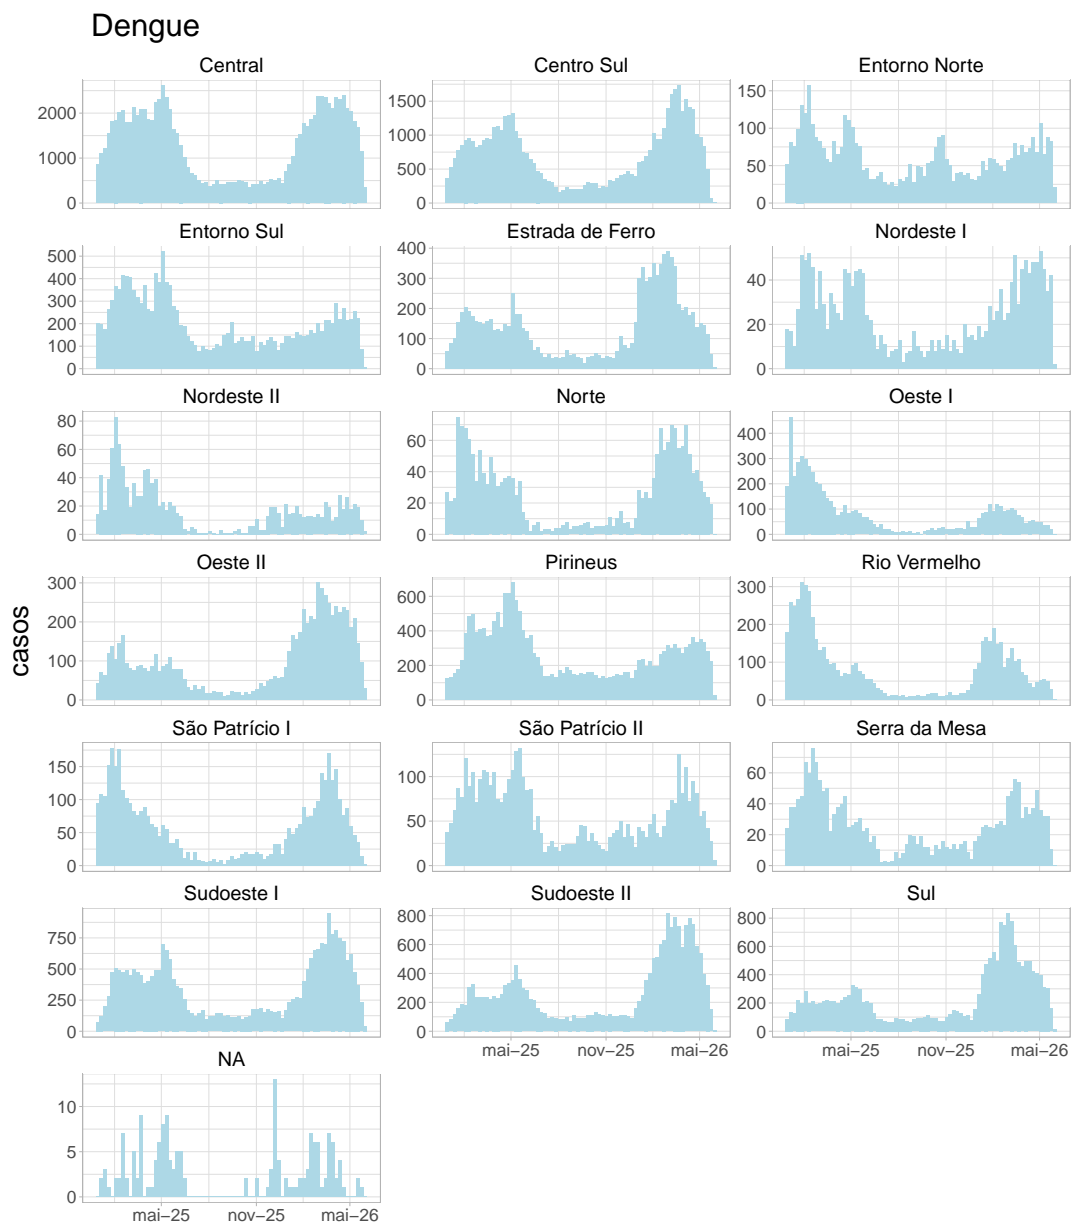 Dengue
Central
Centro Sul
Entorno Norte
2000
1000
0
1500
1000
500
0
150
100
50
0
Entorno Sul
Estrada de Ferro
Nordeste I
500
400
300
200
100
0
400
300
200
100
0
40
20
0
Nordeste II
Norte
Oeste I
80
60
40
20
0
60
40
20
0
400
300
200
100
0
Oeste II
Pirineus
Rio Vermelho
300
200
100
0
600
400
200
0
300
200
100
0
casos
São Patrício I
São Patrício II
Serra da Mesa
150
100
50
0
100
50
0
60
40
20
0
Sudoeste I
Sudoeste II
Sul
750
500
250
0
800
600
400
200
0
800
600
400
200
0
mai–25
nov–25
mai–26
mai–25
nov–25
mai–26
NA
10
5
0
mai–25
nov–25
mai–26